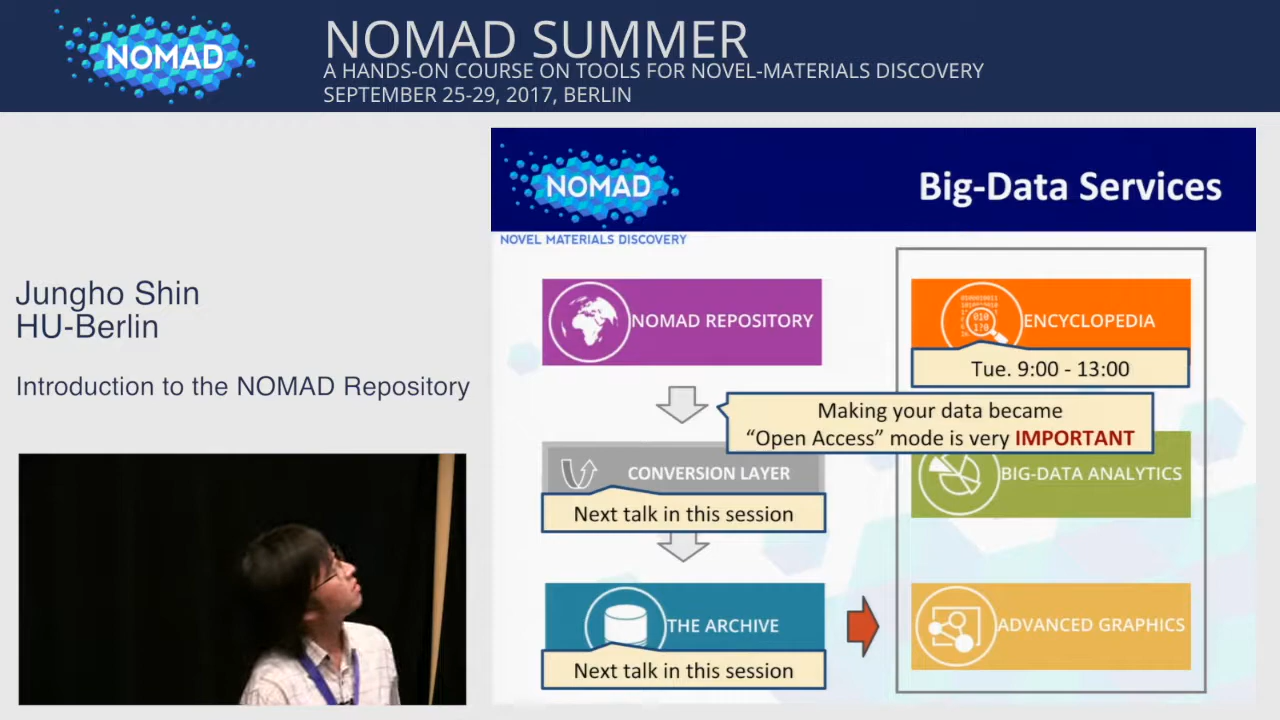 NOMAD
NOMAD SUMMER
A HANDS-ON COURSE ON TOOLS FOR NOVEL-MATERIALS DISCOVERY
SEPTEMBER 25-29, 2017, BERLIN
Jungho Shin
HU-Berlin
Introduction to the NOMAD Repository
NOMAD
NOVEL MATERIALS DISCOVERY
Big-Data Services
NOMAD REPOSITORY
ENCYCLOPEDIA
Tue. 9:00 - 13:00
Making your data became
“Open Access” mode is very IMPORTANT
CONVERSION LAYER
Next talk in this session
BIG-DATA ANALYTICS
THE ARCHIVE
Next talk in this session
ADVANCED GRAPHICS